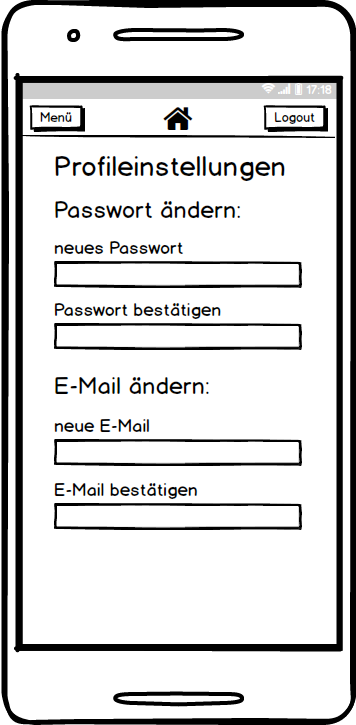 17:18
Menü
Logout
Profileinstellungen
Passwort ändern:
neues Passwort
Passwort bestätigen
E-Mail ändern:
neue E-Mail
E-Mail bestätigen